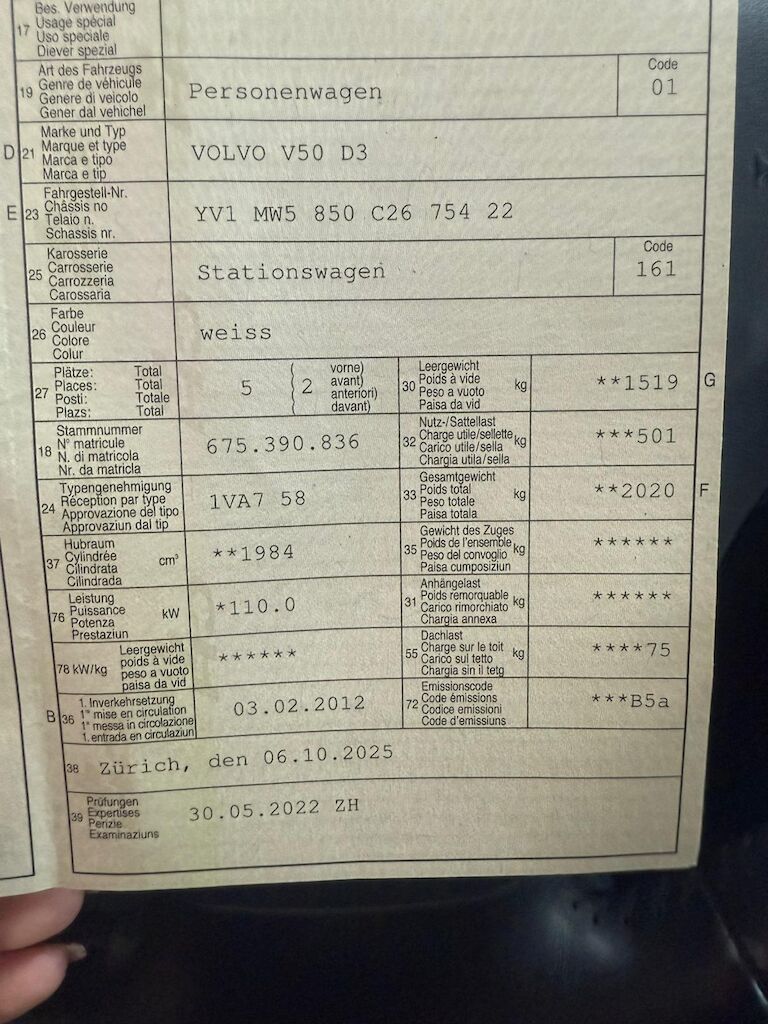 17
Bes. Verwendung
Usage spécial
Uso speciale
Diever spezial
19
Art des Fahrzeugs
Genre de véhicule
Genere di veicolo
Gener dal vehichel
Personenwagen
Code
01
D
21
Marke und Typ
Marque et type
Marca e tipo
Marca e tip
VOLVO V50 D3
E
23
Fahrgestell-Nr.
Châssis no
Telaio n.
Schassis nr.
YV1 MW5 850 C26 754 22
25
Karosserie
Carrosserie
Carrozzeria
Carossaria
Stationswagen
Code
161
26
Farbe
Couleur
Colore
Colur
weiss
27
Plätze: Total
Places: Total
Posti: Totale
Plazs: Total
5
2
vorne)
avant)
anteriori)
davant)
30
Leergewicht
Poids à vide
Peso a vuoto
Paisa da vid
kg
**1519
G
18
Stammnummer
N° matricule
N. di matricola
Nr. da matricla
675.390.836
32
Nutz-/Sattellast
Charge utile/sellette
Carico utile/sella
Chargia utila/sella
kg
***501
24
Typengenehmigung
Réception par type
Approvazione del tipo
Approvaziun dal tip
1VA7 58
33
Gesamtgewicht
Poids total
Peso totale
Paisa totala
kg
**2020
F
37
Hubraum
Cylindrée
Cilindrata
Cilindrada
cm³
**1984
35
Gewicht des Zuges
Poids de l'ensemble
Peso del convoglio
Paisa cumposiziun
kg
******
76
Leistung
Puissance
Potenza
Prestaziun
kW
*110.0
31
Anhängelast
Poids remorquable
Carico rimorchiato
Chargia annexa
kg
******
78 kW/kg
Leergewicht
poids à vide
peso a vuoto
paisa da vid
******
55
Dachlast
Charge sur le toit
Carico sul tetto
Chargia sin il tetg
kg
****75
B
36
1. Inverkehrsetzung
1re mise en circulation
1a messa in circolazione
1. entrada en circulaziun
03.02.2012
72
Emissionscode
Code émissions
Codice emissioni
Code d'emissiuns
***B5a
38
Zürich, den 06.10.2025
39
Prüfungen
Expertises
Perizie
Examinaziuns
30.05.2022 ZH